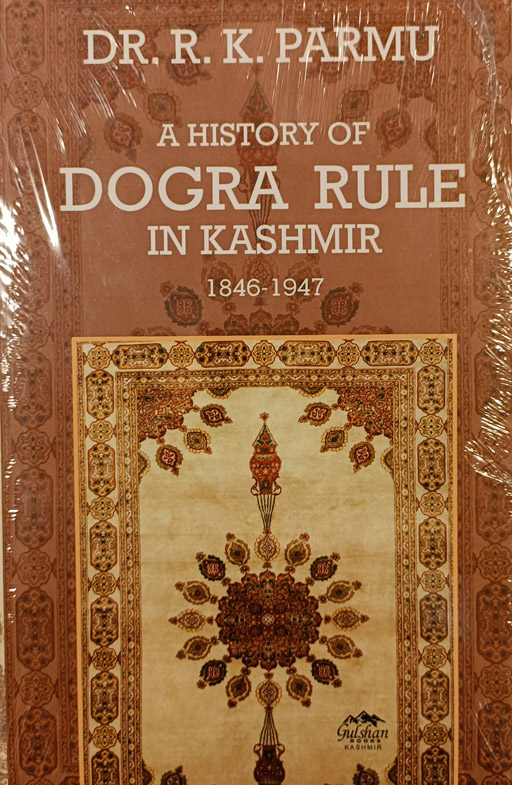 DR. R. K. PARMU
A HISTORY OF
DOGRA RULE
IN KASHMIR
1846-1947
Gulshan
BOOKS
KASHMIR